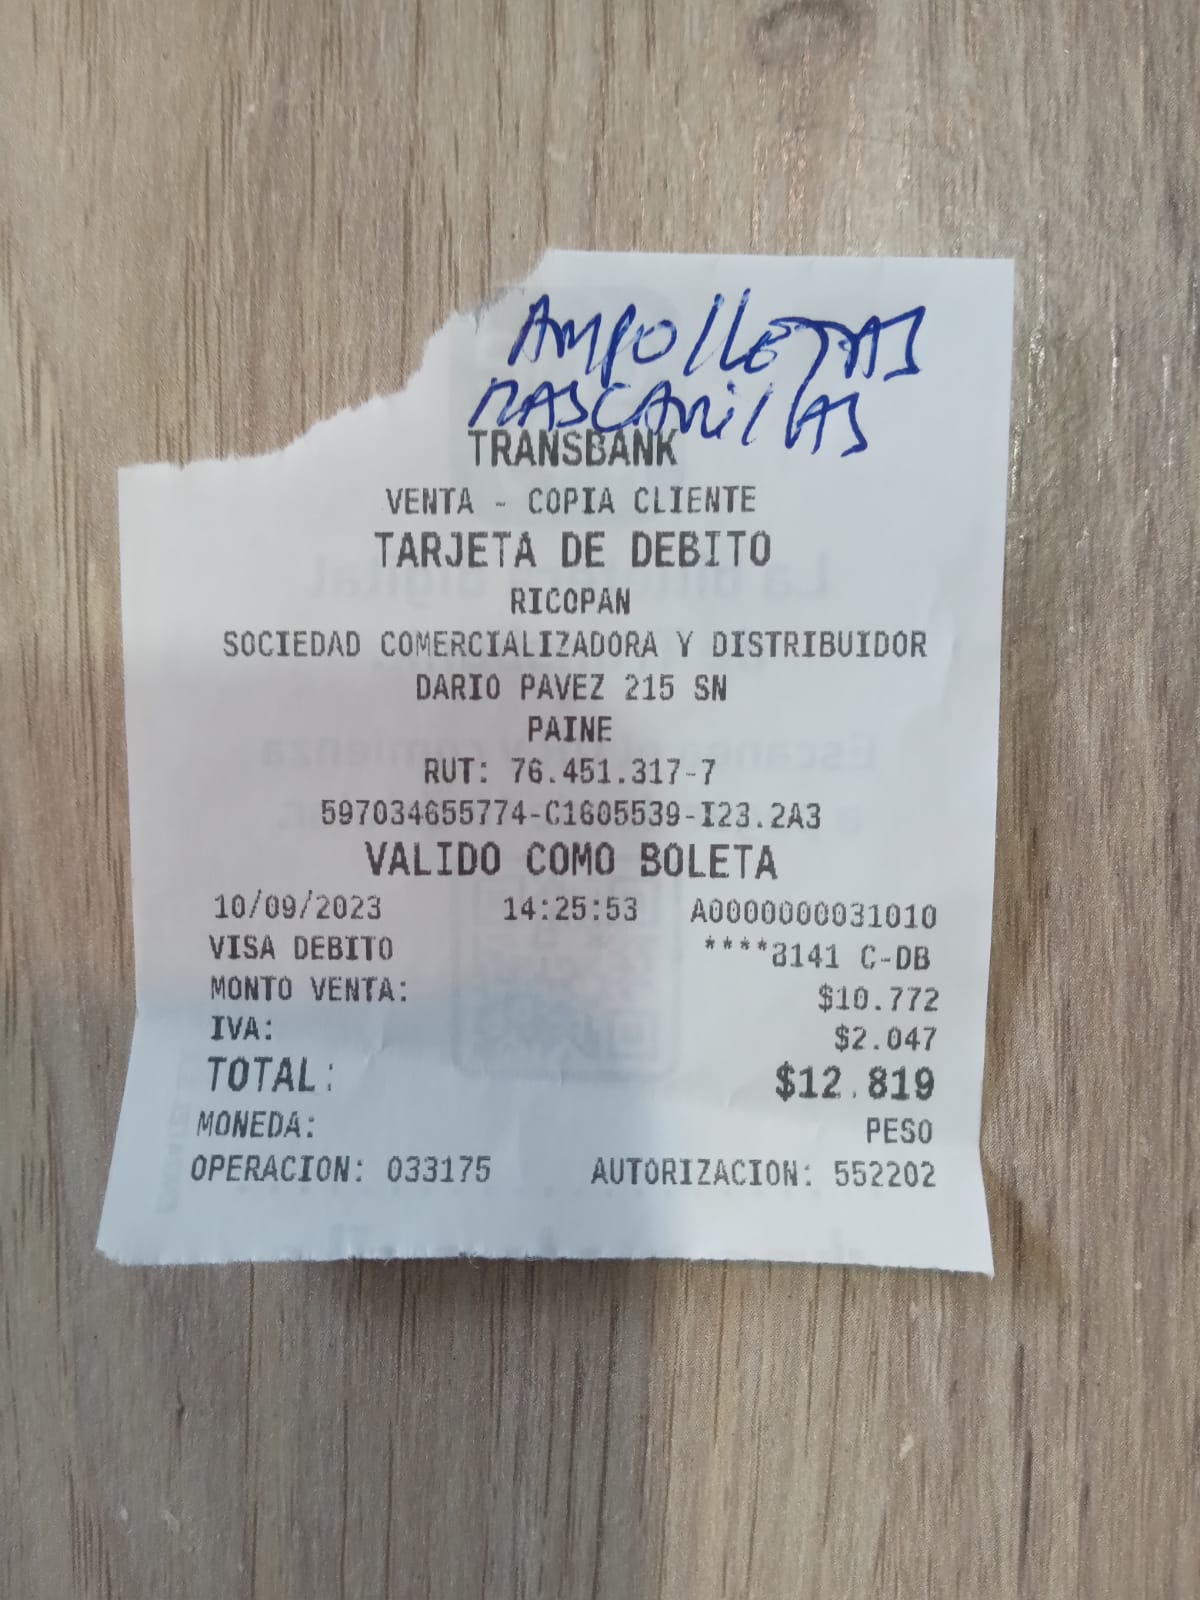 AMPOLLETAS
MASCARILLAS
TRANSBANK
VENTA - COPIA CLIENTE
TARJETA DE DEBITO
RICOPAN
SOCIEDAD COMERCIALIZADORA Y DISTRIBUIDOR
DARIO PAVEZ 215 SN
PAINE
RUT: 76.451.317-7
597034655774-C1605539-I23.2A3
VALIDO COMO BOLETA
10/09/2023 14:25:53 A0000000031010
VISA DEBITO ****3141 C-DB
MONTO VENTA: $10.772
IVA: $2.047
TOTAL: $12.819
MONEDA: PESO
OPERACION: 033175 AUTORIZACION: 552202